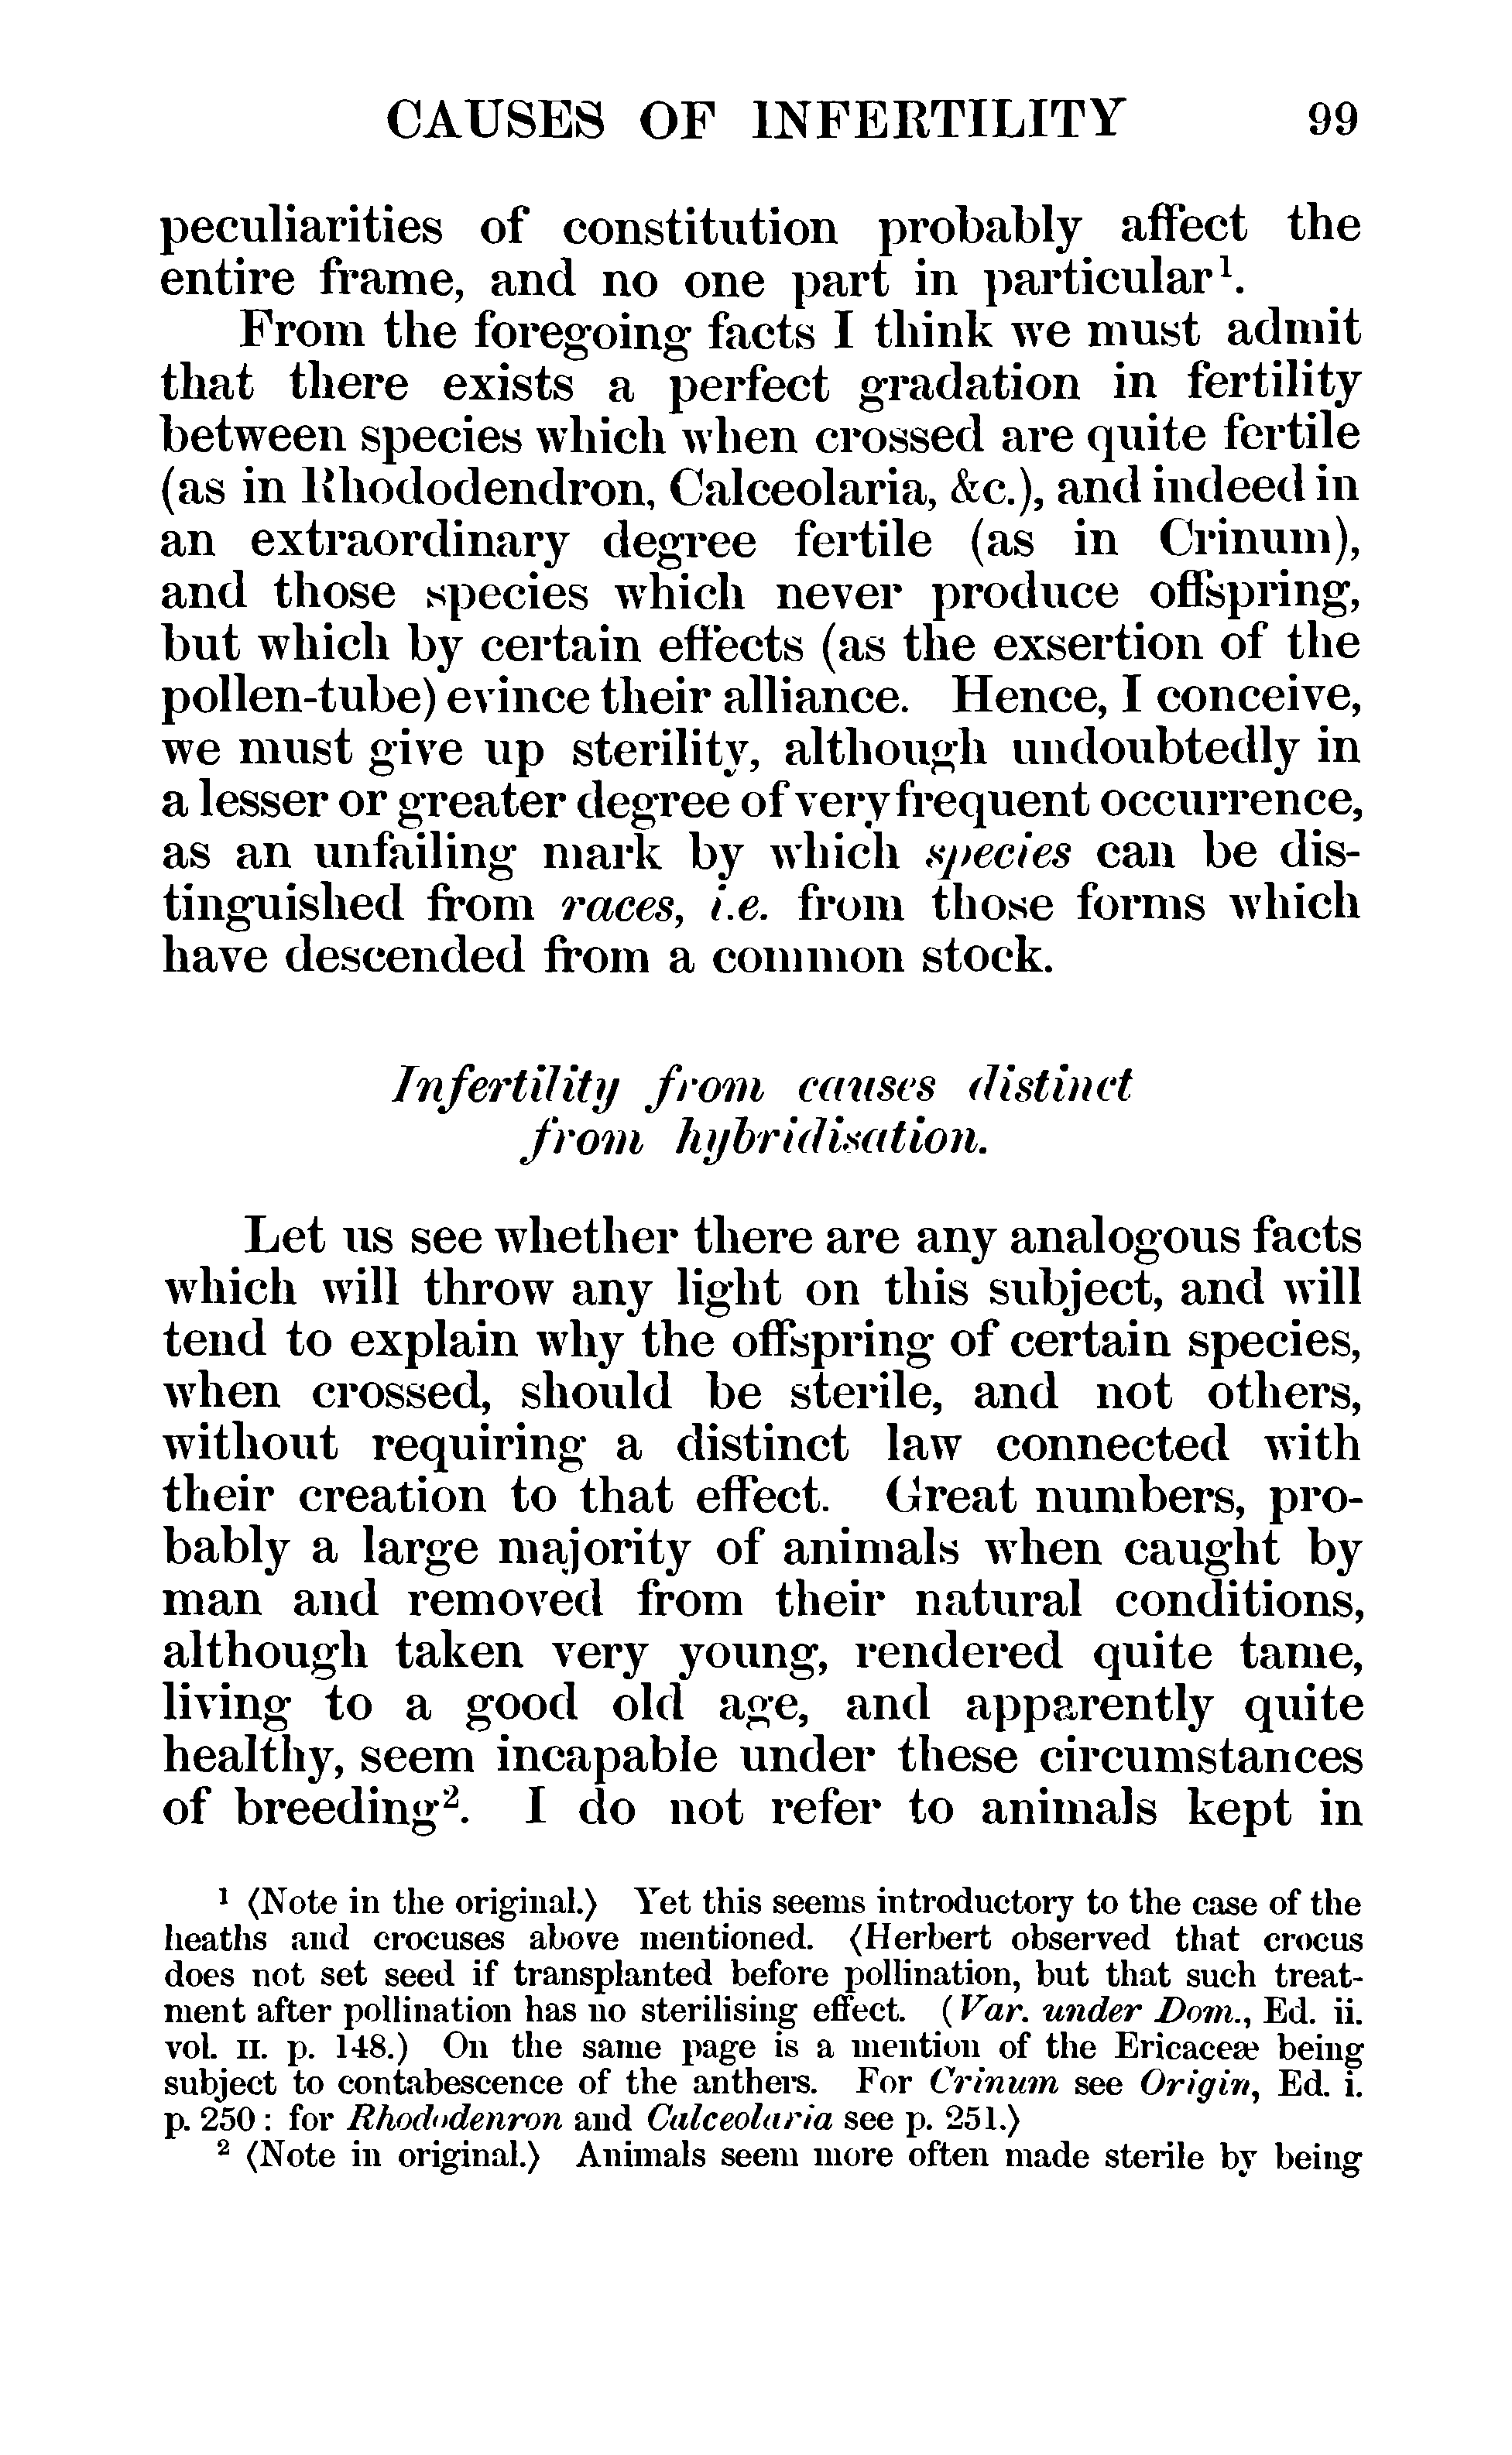 CAUSES OF INFERTILITY 99
peculiarities of constitution probably affect the
entire frame, and no one part in particular¹.
From the foregoing facts I think we must admit
that there exists a perfect gradation in fertility
between species which when crossed are quite fertile
(as in Rhododendron, Calceolaria, &c.), and indeed in
an extraordinary degree fertile (as in Crinum),
and those species which never produce offspring,
but which by certain effects (as the exsertion of the
pollen-tube) evince their alliance. Hence, I conceive,
we must give up sterility, although undoubtedly in
a lesser or greater degree of very frequent occurrence,
as an unfailing mark by which species can be dis-
tinguished from races, i.e. from those forms which
have descended from a common stock.
Infertility from causes distinct
from hybridisation.
Let us see whether there are any analogous facts
which will throw any light on this subject, and will
tend to explain why the offspring of certain species,
when crossed, should be sterile, and not others,
without requiring a distinct law connected with
their creation to that effect. Great numbers, pro-
bably a large majority of animals when caught by
man and removed from their natural conditions,
although taken very young, rendered quite tame,
living to a good old age, and apparently quite
healthy, seem incapable under these circumstances
of breeding². I do not refer to animals kept in
¹ ⟨Note in the original.⟩ Yet this seems introductory to the case of the
heaths and crocuses above mentioned. ⟨Herbert observed that crocus
does not set seed if transplanted before pollination, but that such treat-
ment after pollination has no sterilising effect. (Var. under Dom., Ed. ii.
vol. II. p. 148.) On the same page is a mention of the Ericaceæ being
subject to contabescence of the anthers. For Crinum see Origin, Ed. i.
p. 250 : for Rhododenron and Calceolaria see p. 251.⟩
² ⟨Note in original.⟩ Animals seem more often made sterile by being